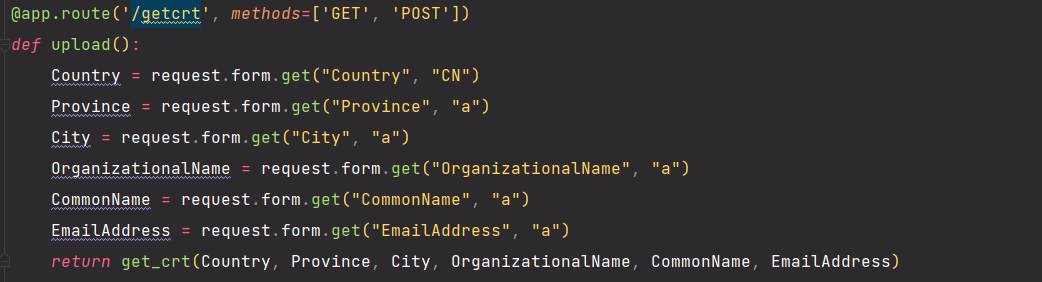 @app.route('/getcrt', methods=['GET', 'POST'])
def upload():
    Country = request.form.get("Country", "CN")
    Province = request.form.get("Province", "a")
    City = request.form.get("City", "a")
    OrganizationalName = request.form.get("OrganizationalName", "a")
    CommonName = request.form.get("CommonName", "a")
    EmailAddress = request.form.get("EmailAddress", "a")
    return get_crt(Country, Province, City, OrganizationalName, CommonName, EmailAddress)